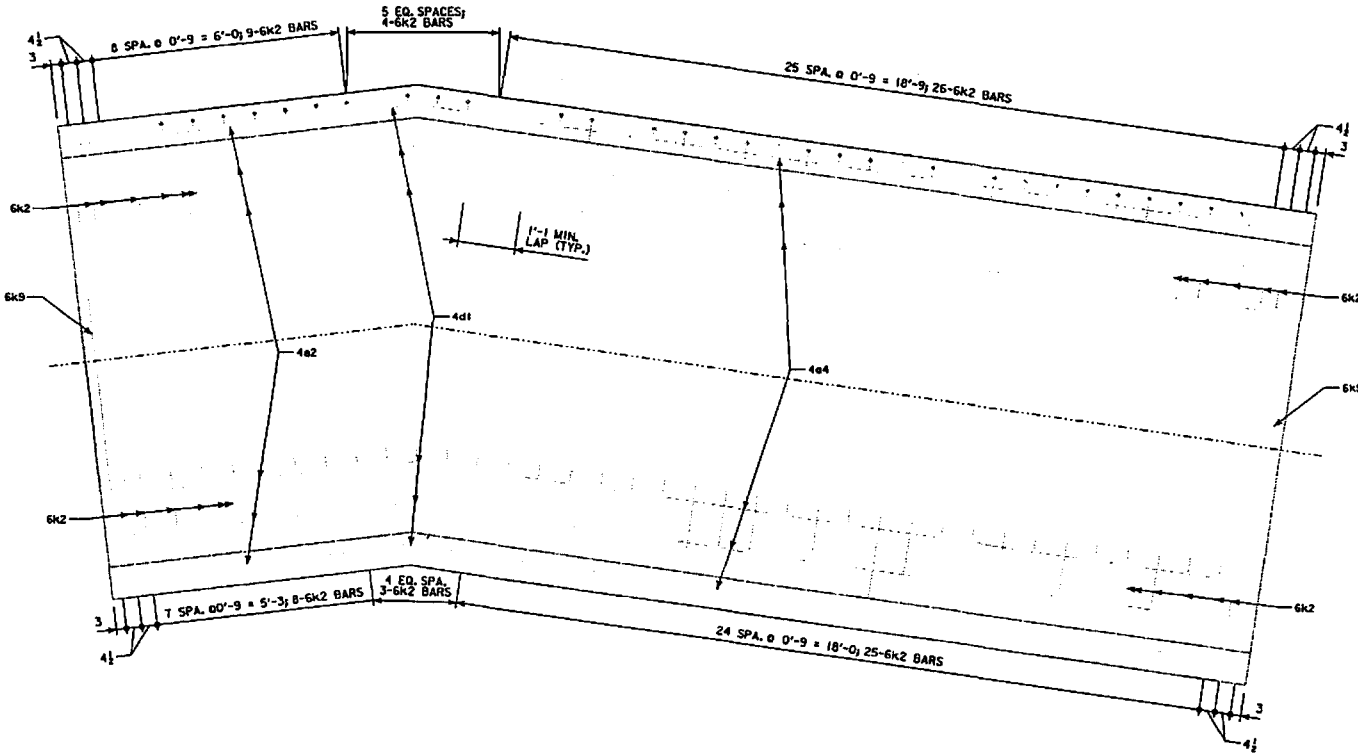 5 EQ. SPACES;
4-6k2 BARS
8 SPA. @ 0'-9 = 6'-0; 9-6k2 BARS
4½
3
25 SPA. @ 0'-9 = 18'-9; 26-6k2 BARS
4½
3
6k2
1'-1 MIN.
LAP (TYP.)
6k2
6k9
4d1
4a2
4a4
6k9
6k2
6k2
3
4½
7 SPA. @0'-9 = 5'-3; 8-6k2 BARS
4 EQ. SPA.
3-6k2 BARS
24 SPA. @ 0'-9 = 18'-0; 25-6k2 BARS
3
4½